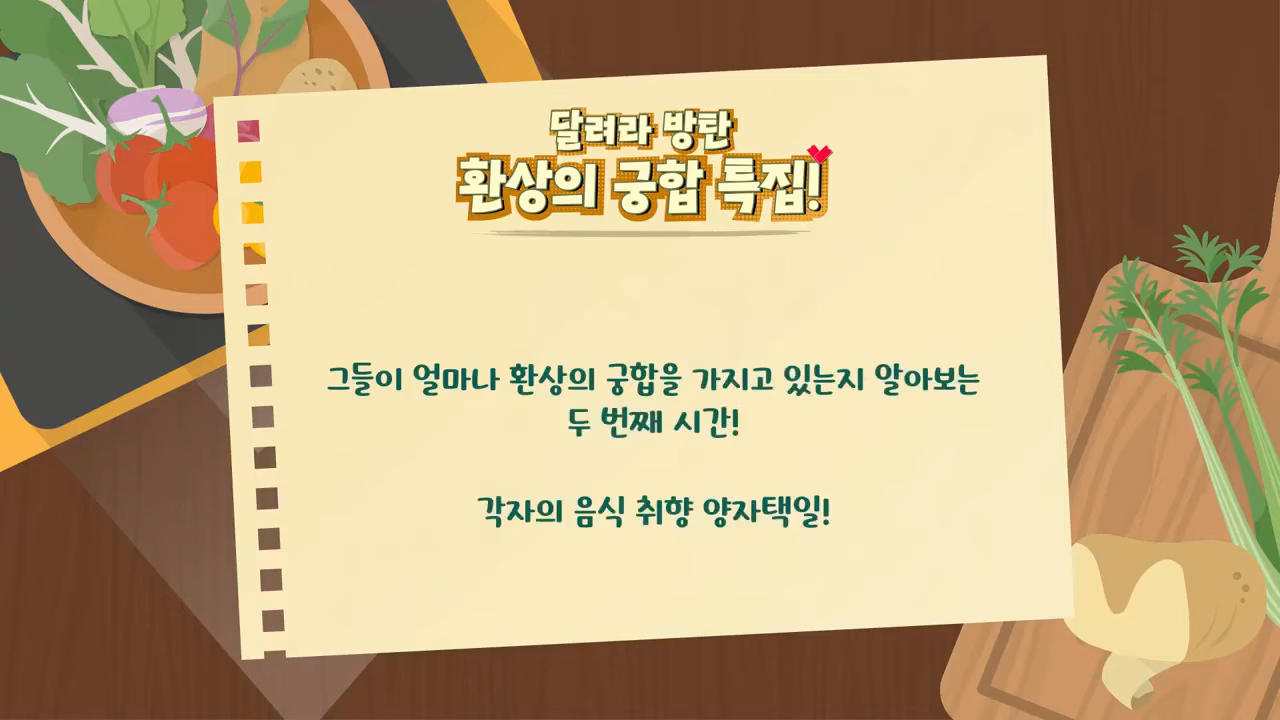 달려라 방탄
환상의 궁합 특집!
그들이 얼마나 환상의 궁합을 가지고 있는지 알아보는
두 번째 시간!
각자의 음식 취향 양자택일!